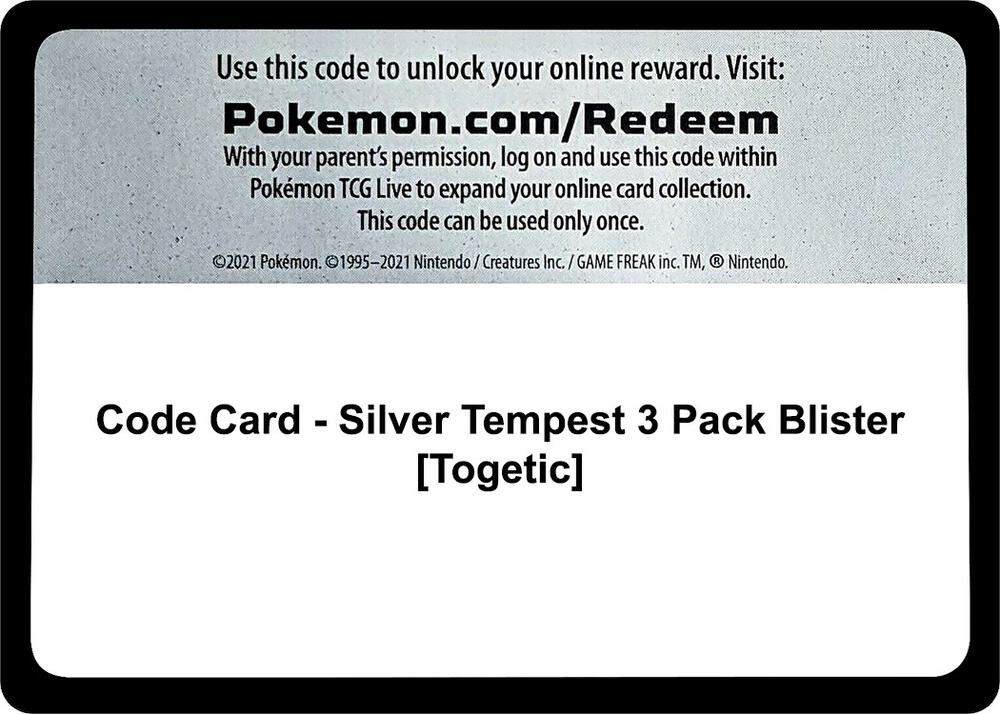 Use this code to unlock your online reward. Visit:
Pokemon.com/Redeem
With your parent's permission, log on and use this code within
Pokémon TCG Live to expand your online card collection.
This code can be used only once.
©2021 Pokémon. ©1995–2021 Nintendo / Creatures Inc. / GAME FREAK inc. TM, ® Nintendo.
Code Card - Silver Tempest 3 Pack Blister
[Togetic]